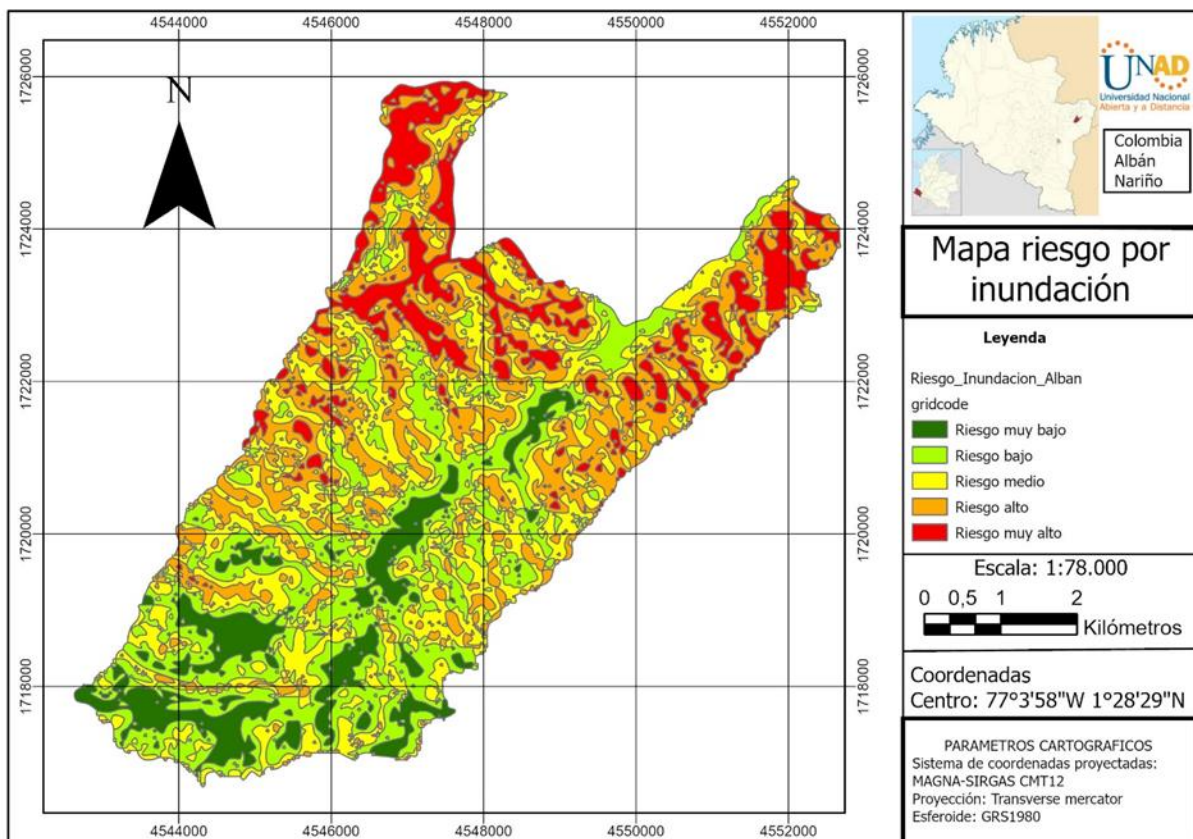 4544000
4546000
4548000
4550000
4552000
1726000
1724000
1722000
1720000
1718000
N
1726000
1724000
1722000
1720000
1718000
4544000
4546000
4548000
4550000
4552000
UNAD
Universidad Nacional
Abierta y a Distancia
Colombia
Albán
Nariño
Mapa riesgo por
inundación
Leyenda
Riesgo_Inundacion_Alban
gridcode
Riesgo muy bajo
Riesgo bajo
Riesgo medio
Riesgo alto
Riesgo muy alto
Escala: 1:78.000
0 0,5 1 2
Kilómetros
Coordenadas
Centro: 77°3'58"W 1°28'29"N
PARAMETROS CARTOGRAFICOS
Sistema de coordenadas proyectadas:
MAGNA-SIRGAS CMT12
Proyección: Transverse mercator
Esferoide: GRS1980